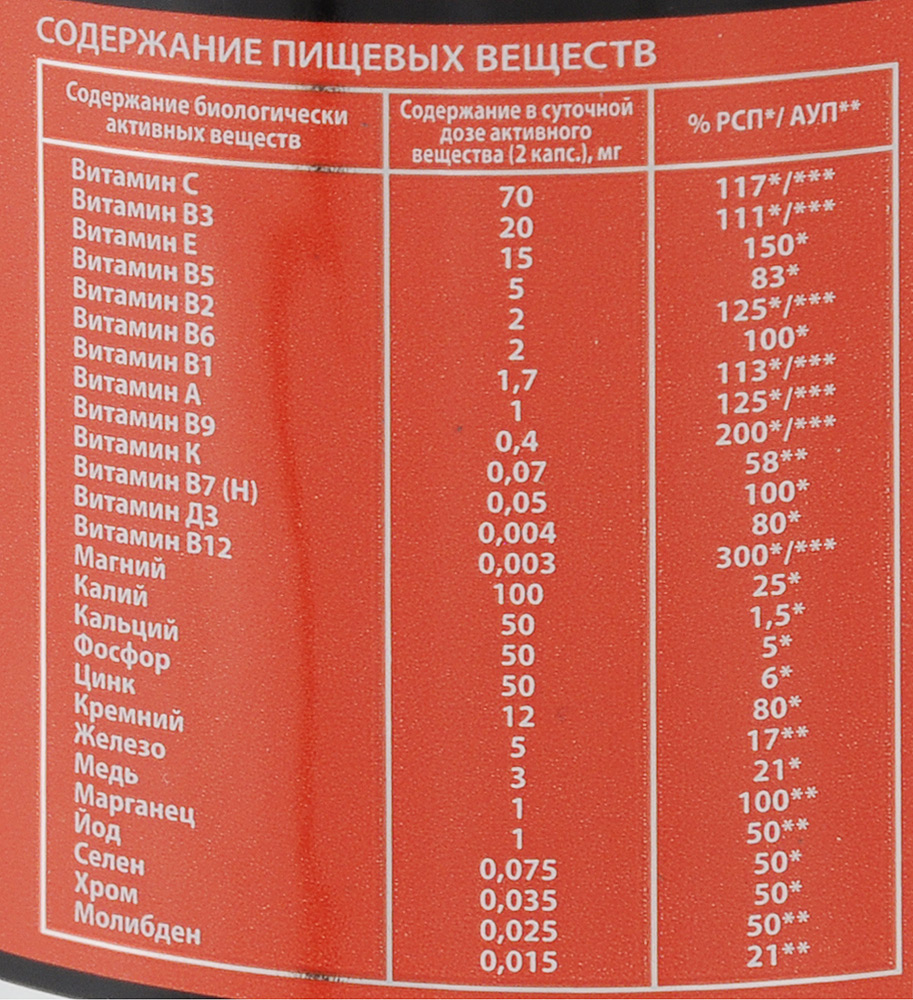 СОДЕРЖАНИЕ ПИЩЕВЫХ ВЕЩЕСТВ
Содержание биологически активных веществ Содержание в суточной дозе активного вещества (2 капс.), мг % РСП*/ АУП**
Витамин С 70 117*/***
Витамин В3 20 111*/***
Витамин Е 15 150*
Витамин В5 5 83*
Витамин В2 2 125*/***
Витамин В6 2 100*
Витамин В1 1,7 113*/***
Витамин А 1 125*/***
Витамин В9 0,4 200*/***
Витамин К 0,07 58**
Витамин В7 (Н) 0,05 100*
Витамин Д3 0,004 80*
Витамин В12 0,003 300*/***
Магний 100 25*
Калий 50 1,5*
Кальций 50 5*
Фосфор 50 6*
Цинк 12 80*
Кремний 5 17**
Железо 3 21*
Медь 1 100**
Марганец 1 50**
Йод 0,075 50*
Селен 0,035 50*
Хром 0,025 50**
Молибден 0,015 21**